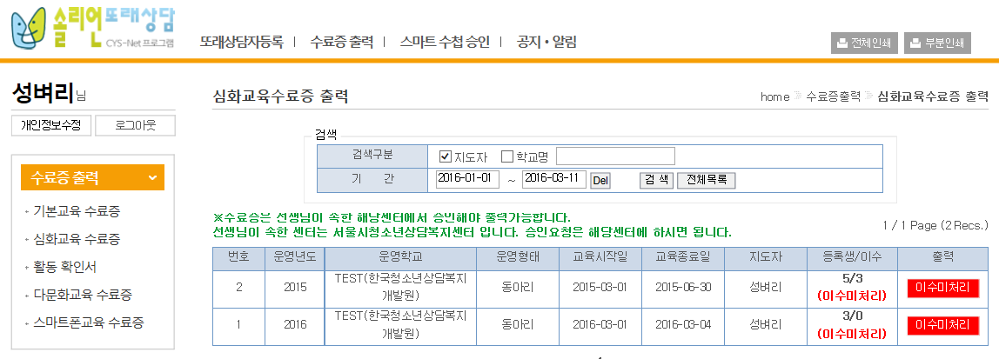 솔리언또래상담
CYS-Net 프로그램
또래상담자등록 | 수료증 출력 | 스마트 수첩 승인 | 공지・알림
전체인쇄 부분인쇄
성벼리님
개인정보수정 로그아웃
수료증 출력
기본교육 수료증
심화교육 수료증
활동 확인서
다문화교육 수료증
스마트폰교육 수료증
심화교육수료증 출력
home 수료증출력 심화교육수료증 출력
검색
검색구분 지도자 학교명
기 간 2016-01-01 ~ 2016-03-11 Del 검 색 전체목록
※수료증은 선생님이 속한 해당센터에서 승인해야 출력가능합니다.
선생님이 속한 센터는 서울시청소년상담복지센터 입니다. 승인요청은 해당센터에 하시면 됩니다.
1 / 1 Page (2 Recs.)
번호 운영년도 운영학교 운영형태 교육시작일 교육종료일 지도자 등록생/이수 출력
2 2015 TEST(한국청소년상담복지개발원) 동아리 2015-03-01 2015-06-30 성벼리 5/3 (이수미처리) 이수미처리
1 2016 TEST(한국청소년상담복지개발원) 동아리 2016-03-01 2016-03-04 성벼리 3/0 (이수미처리) 이수미처리